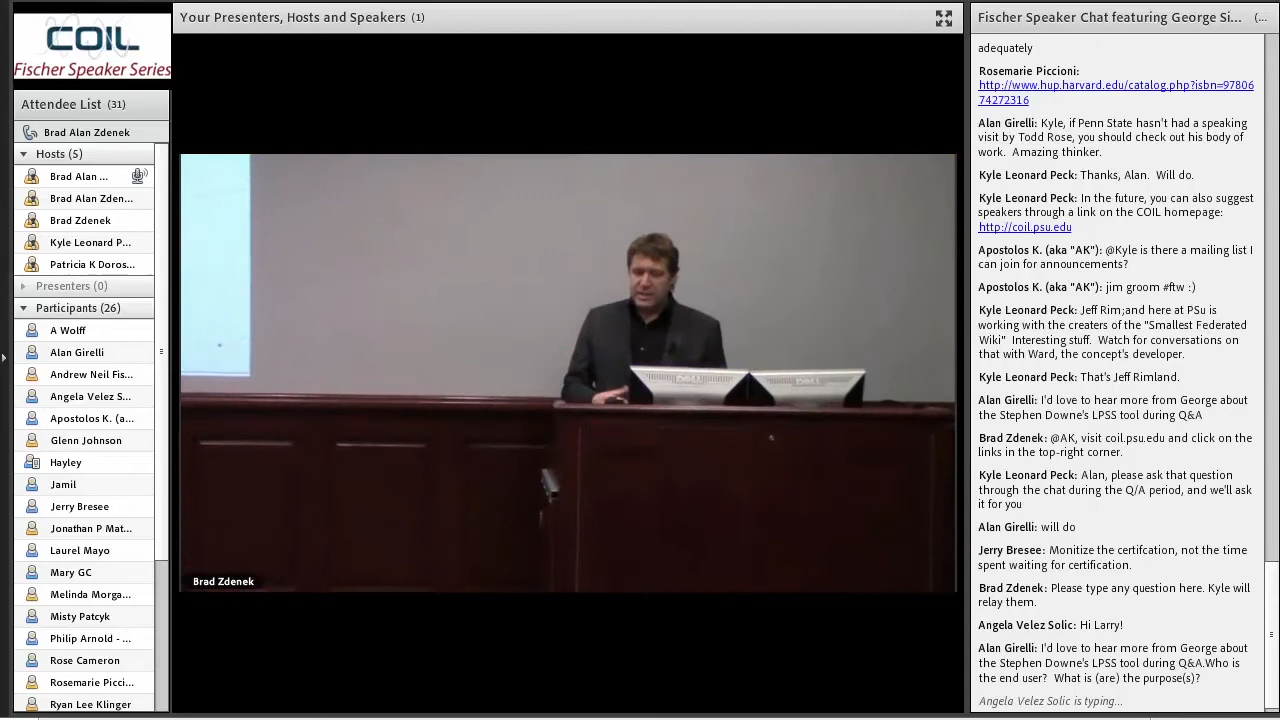 COIL
Fischer Speaker Series
Attendee List (31)
Brad Alan Zdenek
Hosts (5)
Brad Alan ...
Brad Alan Zden...
Brad Zdenek
Kyle Leonard P...
Patricia K Doros...
Presenters (0)
Participants (26)
A Wolff
Alan Girelli
Andrew Neil Fis...
Angela Velez S...
Apostolos K. (a...
Glenn Johnson
Hayley
Jamil
Jerry Bresee
Jonathan P Mat...
Laurel Mayo
Mary GC
Melinda Morga...
Misty Patcyk
Philip Arnold - ...
Rose Cameron
Rosemarie Picci...
Ryan Lee Klinger
Your Presenters, Hosts and Speakers (1)
DELL
DELL
Brad Zdenek
Fischer Speaker Chat featuring George Si... (...
adequately
Rosemarie Piccioni:
http://www.hup.harvard.edu/catalog.php?isbn=97806
74272316
Alan Girelli: Kyle, if Penn State hasn't had a speaking
visit by Todd Rose, you should check out his body of
work. Amazing thinker.
Kyle Leonard Peck: Thanks, Alan. Will do.
Kyle Leonard Peck: In the future, you can also suggest
speakers through a link on the COIL homepage:
http://coil.psu.edu
Apostolos K. (aka "AK"): @Kyle is there a mailing list I
can join for announcements?
Apostolos K. (aka "AK"): jim groom #ftw :)
Kyle Leonard Peck: Jeff Rim;and here at PSu is
working with the creators of the "Smallest Federated
Wiki" Interesting stuff. Watch for conversations on
that with Ward, the concept's developer.
Kyle Leonard Peck: That's Jeff Rimland.
Alan Girelli: I'd love to hear more from George about
the Stephen Downe's LPSS tool during Q&A
Brad Zdenek: @AK, visit coil.psu.edu and click on the
links in the top-right corner.
Kyle Leonard Peck: Alan, please ask that question
through the chat during the Q/A period, and we'll ask
it for you
Alan Girelli: will do
Jerry Bresee: Monitize the certifcation, not the time
spent waiting for certification.
Brad Zdenek: Please type any question here. Kyle will
relay them.
Angela Velez Solic: Hi Larry!
Alan Girelli: I'd love to hear more from George about
the Stephen Downe's LPSS tool during Q&A.Who is
the end user? What is (are) the purpose(s)?
Angela Velez Solic is typing...